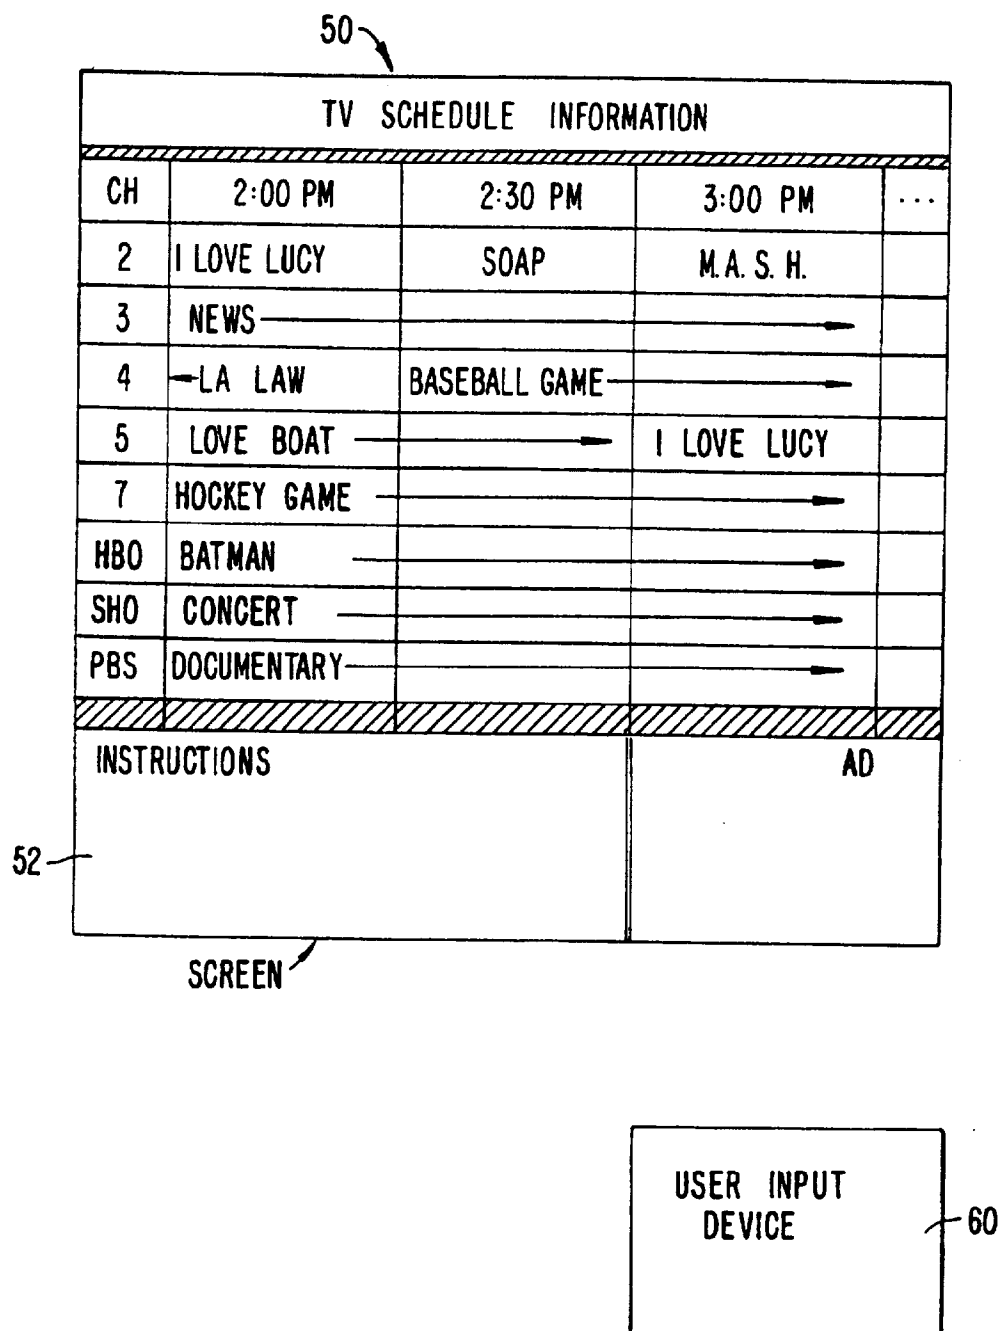 50
TV SCHEDULE INFORMATION
CH 2:00 PM 2:30 PM 3:00 PM ...
2 I LOVE LUCY SOAP M.A.S.H.
3 NEWS
4 LA LAW BASEBALL GAME
5 LOVE BOAT I LOVE LUCY
7 HOCKEY GAME
HBO BATMAN
SHO CONCERT
PBS DOCUMENTARY
INSTRUCTIONS AD
52
SCREEN
USER INPUT
DEVICE
60